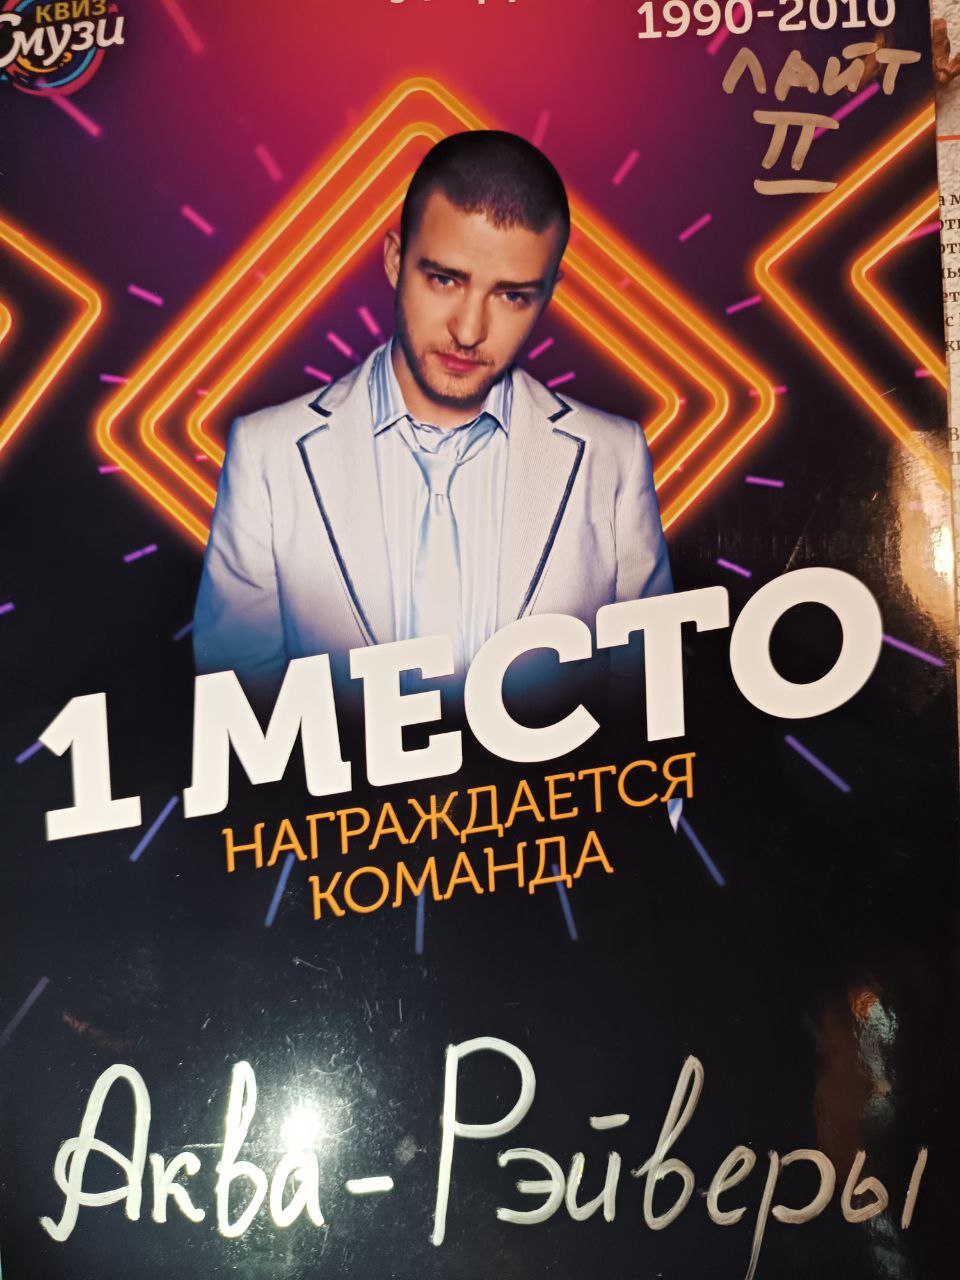 КВИЗ
Смузи
1990-2010
ЛАЙТ
II
1 МЕСТО
НАГРАЖДАЕТСЯ
КОМАНДА
Аква-Рэйверы